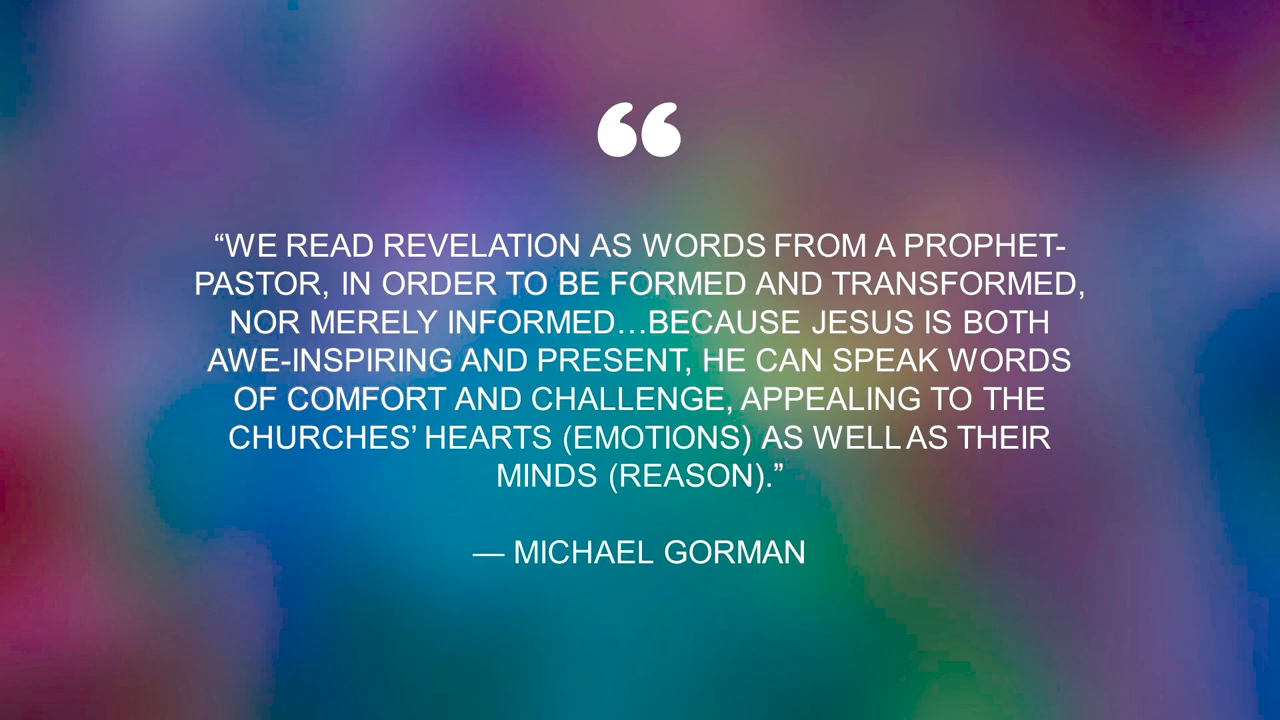 “
“WE READ REVELATION AS WORDS FROM A PROPHET-
PASTOR, IN ORDER TO BE FORMED AND TRANSFORMED,
NOR MERELY INFORMED…BECAUSE JESUS IS BOTH
AWE-INSPIRING AND PRESENT, HE CAN SPEAK WORDS
OF COMFORT AND CHALLENGE, APPEALING TO THE
CHURCHES’ HEARTS (EMOTIONS) AS WELL AS THEIR
MINDS (REASON).”
— MICHAEL GORMAN